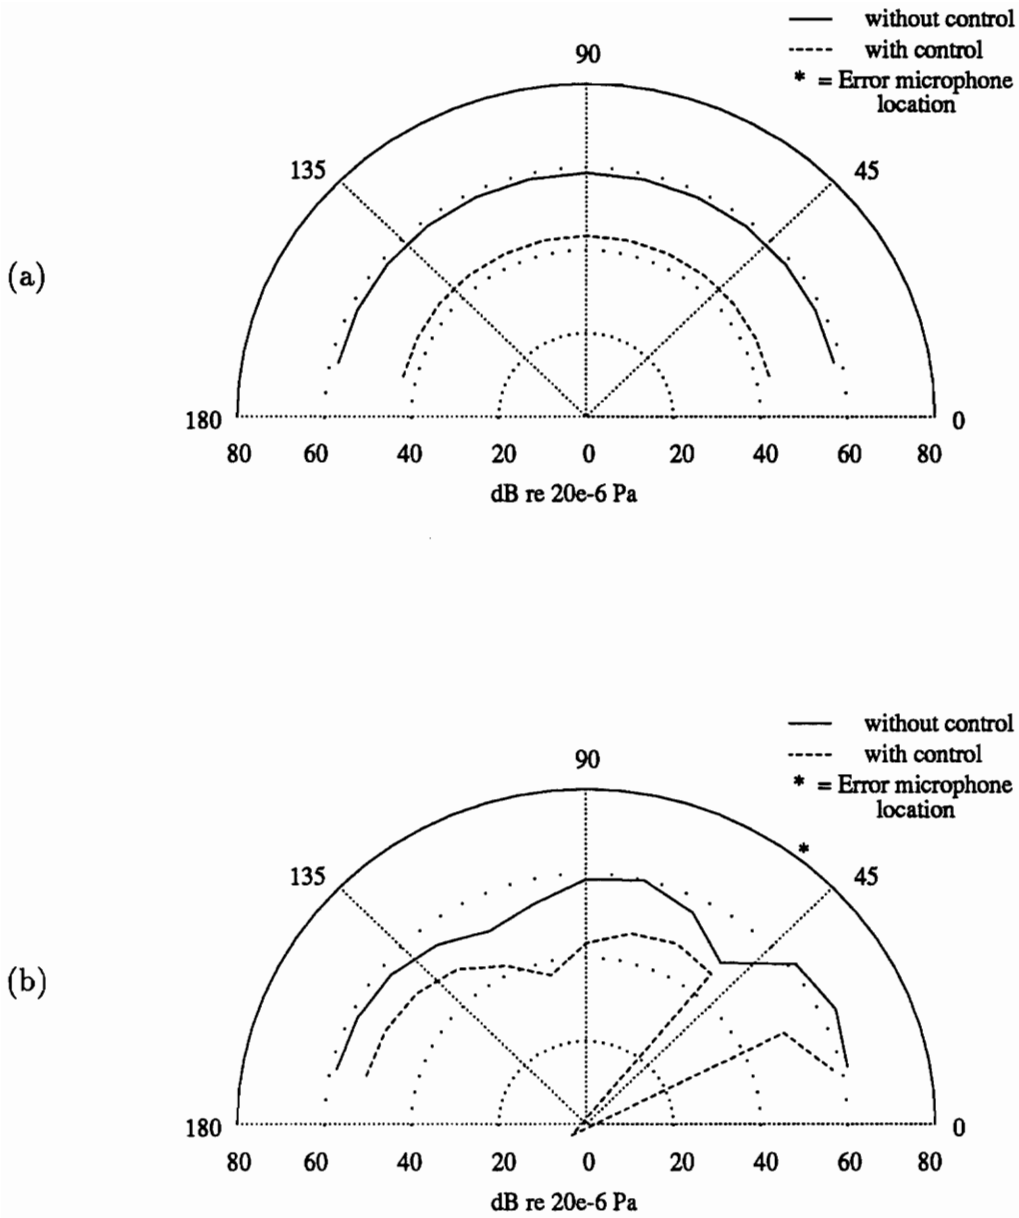 without control
with control
* = Error microphone
location
90
135
45
(a)
180
0
80 60 40 20 0 20 40 60 80
dB re 20e-6 Pa
without control
with control
* = Error microphone
location
90
*
135
45
(b)
180
0
80 60 40 20 0 20 40 60 80
dB re 20e-6 Pa